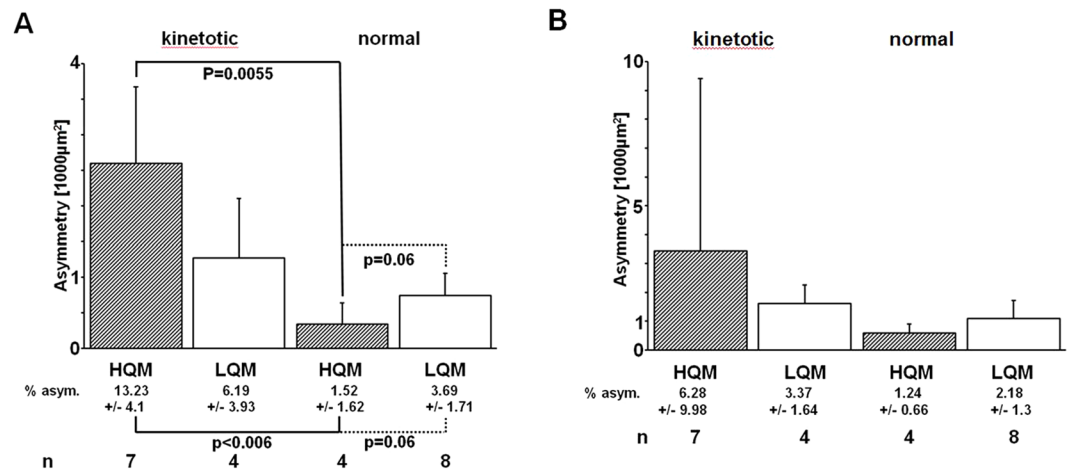 A
kinetotic normal
4
P=0.0055
Asymmetry [1000µm²]
p=0.06
1
0
HQM LQM HQM LQM
% asym. 13.23 6.19 1.52 3.69
+/- 4.1 +/- 3.93 +/- 1.62 +/- 1.71
p<0.006 p=0.06
n 7 4 4 8
B
kinetotic normal
10
Asymmetry [1000µm²]
5
1
0
HQM LQM HQM LQM
% asym. 6.28 3.37 1.24 2.18
+/- 9.98 +/- 1.64 +/- 0.66 +/- 1.3
n 7 4 4 8